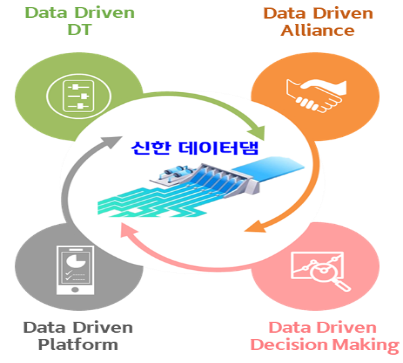 Data Driven
DT
Data Driven
Alliance
신한 데이터댐
Data Driven
Platform
Data Driven
Decision Making